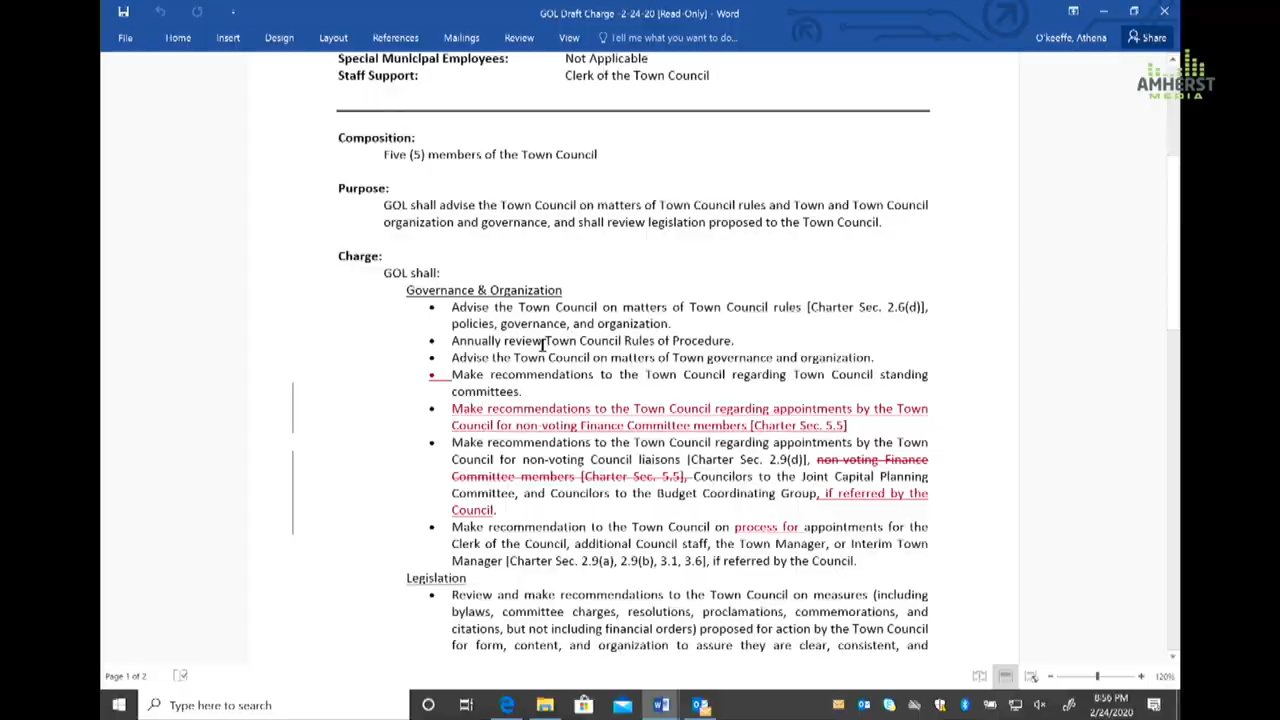 GOL Draft Charge -2-24-20 [Read-Only] - Word
File Home Insert Design Layout References Mailings Review View Tell me what you want to do... O'keeffe, Athena Share
AMHERST
MEDIA
Special Municipal Employees: Not Applicable
Staff Support: Clerk of the Town Council
Composition:
Five (5) members of the Town Council
Purpose:
GOL shall advise the Town Council on matters of Town Council rules and Town and Town Council
organization and governance, and shall review legislation proposed to the Town Council.
Charge:
GOL shall:
Governance & Organization
• Advise the Town Council on matters of Town Council rules [Charter Sec. 2.6(d)],
policies, governance, and organization.
• Annually review Town Council Rules of Procedure.
• Advise the Town Council on matters of Town governance and organization.
• Make recommendations to the Town Council regarding Town Council standing
committees.
• Make recommendations to the Town Council regarding appointments by the Town
Council for non-voting Finance Committee members [Charter Sec. 5.5]
• Make recommendations to the Town Council regarding appointments by the Town
Council for non-voting Council liaisons [Charter Sec. 2.9(d)], non-voting Finance
Committee members [Charter Sec. 5.5], Councilors to the Joint Capital Planning
Committee, and Councilors to the Budget Coordinating Group, if referred by the
Council.
• Make recommendation to the Town Council on process for appointments for the
Clerk of the Council, additional Council staff, the Town Manager, or Interim Town
Manager [Charter Sec. 2.9(a), 2.9(b), 3.1, 3.6], if referred by the Council.
Legislation
• Review and make recommendations to the Town Council on measures (including
bylaws, committee charges, resolutions, proclamations, commemorations, and
citations, but not including financial orders) proposed for action by the Town Council
for form, content, and organization to assure they are clear, consistent, and
Page 1 of 2 120%
Type here to search 8:56 PM
2/24/2020